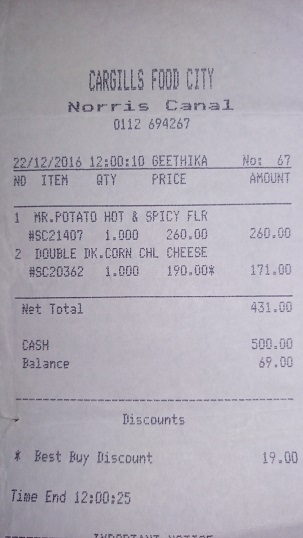 CARGILLS FOOD CITY
Norris Canal
0112 694267
22/12/2016 12:00:10 GEETHIKA No: 67
NO ITEM QTY PRICE AMOUNT
1 MR.POTATO HOT & SPICY FLR
#SC21407 1.000 260.00 260.00
2 DOUBLE DK.CORN CHL CHEESE
#SC20362 1.000 190.00* 171.00
Net Total 431.00
CASH 500.00
Balance 69.00
Discounts
* Best Buy Discount 19.00
Time End 12:00:25
IMPORTANT NOTICE